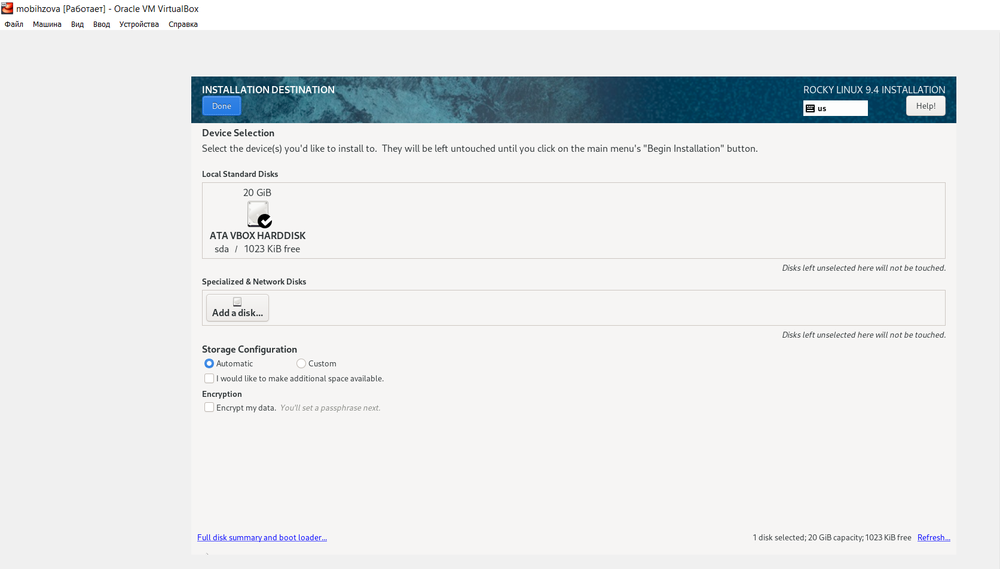 mobihzova [Работает] - Oracle VM VirtualBox
Файл Машина Вид Ввод Устройства Справка
INSTALLATION DESTINATION
ROCKY LINUX 9.4 INSTALLATION
Done
us
Help!
Device Selection
Select the device(s) you'd like to install to. They will be left untouched until you click on the main menu's "Begin Installation" button.
Local Standard Disks
20 GiB
ATA VBOX HARDDISK
sda / 1023 KiB free
Disks left unselected here will not be touched.
Specialized & Network Disks
Add a disk...
Disks left unselected here will not be touched.
Storage Configuration
Automatic Custom
I would like to make additional space available.
Encryption
Encrypt my data. You'll set a passphrase next.
Full disk summary and boot loader...
1 disk selected; 20 GiB capacity; 1023 KiB free Refresh...